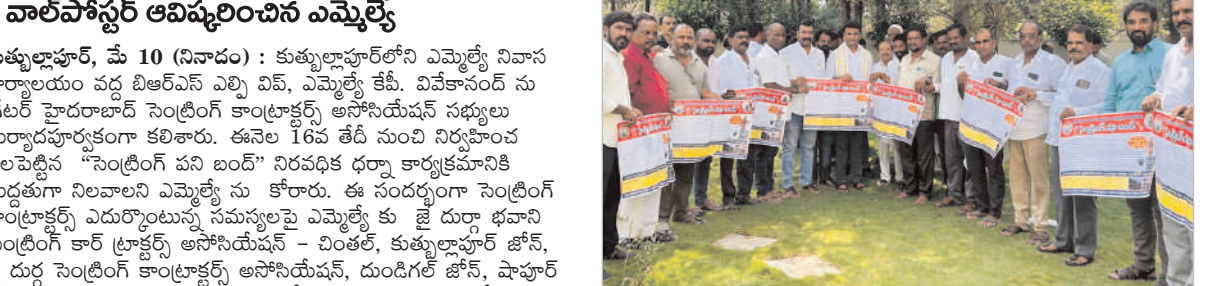 వాల్‌పోస్టర్ ఆవిష్కరించిన ఎమ్మెల్యే
కుత్బుల్లాపూర్, మే 10 (నినాదం) : కుత్బుల్లాపూర్‌లోని ఎమ్మెల్యే నివాస
కార్యాలయం వద్ద బిఆర్ఎస్ ఎల్పి విప్, ఎమ్మెల్యే కేపీ. వివేకానంద్ ను
హైదరాబాద్ సెంట్రింగ్ కాంట్రాక్టర్స్ అసోసియేషన్ సభ్యులు
మర్యాదపూర్వకంగా కలిశారు. ఈనెల 16వ తేదీ నుంచి నిర్వహించ
తలపెట్టిన “సెంట్రింగ్ పని బంద్” నిరవధిక ధర్నా కార్యక్రమానికి
మద్దతుగా నిలవాలని ఎమ్మెల్యే ను కోరారు. ఈ సందర్భంగా సెంట్రింగ్
కాంట్రాక్టర్స్ ఎదుర్కొంటున్న సమస్యలపై ఎమ్మెల్యే కు జై దుర్గా భవాని
సెంట్రింగ్ కార్ ట్రాక్టర్స్ అసోసియేషన్ – చింతల్, కుత్బుల్లాపూర్ జోన్,
దుర్గ సెంట్రింగ్ కాంట్రాక్టర్స్ అసోసియేషన్, దుండిగల్ జోన్, షాపూర్